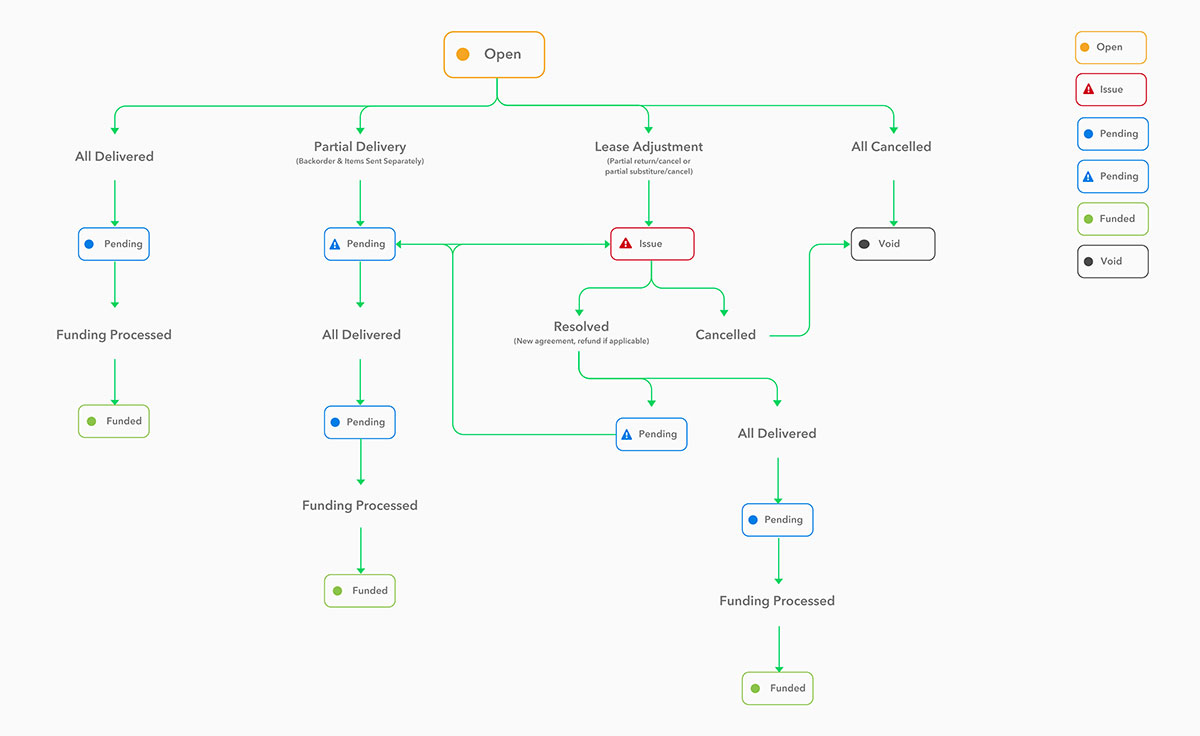 Open
All Delivered
Partial Delivery
(Backorder & Items Sent Separately)
Lease Adjustment
(Partial return/cancel or
partial substiture/cancel)
All Cancelled
Pending
Pending
Issue
Void
Funding Processed
All Delivered
Resolved
(New agreement, refund if applicable)
Cancelled
Funded
Pending
Pending
All Delivered
Funding Processed
Pending
Funded
Funding Processed
Funded
Open
Issue
Pending
Pending
Funded
Void